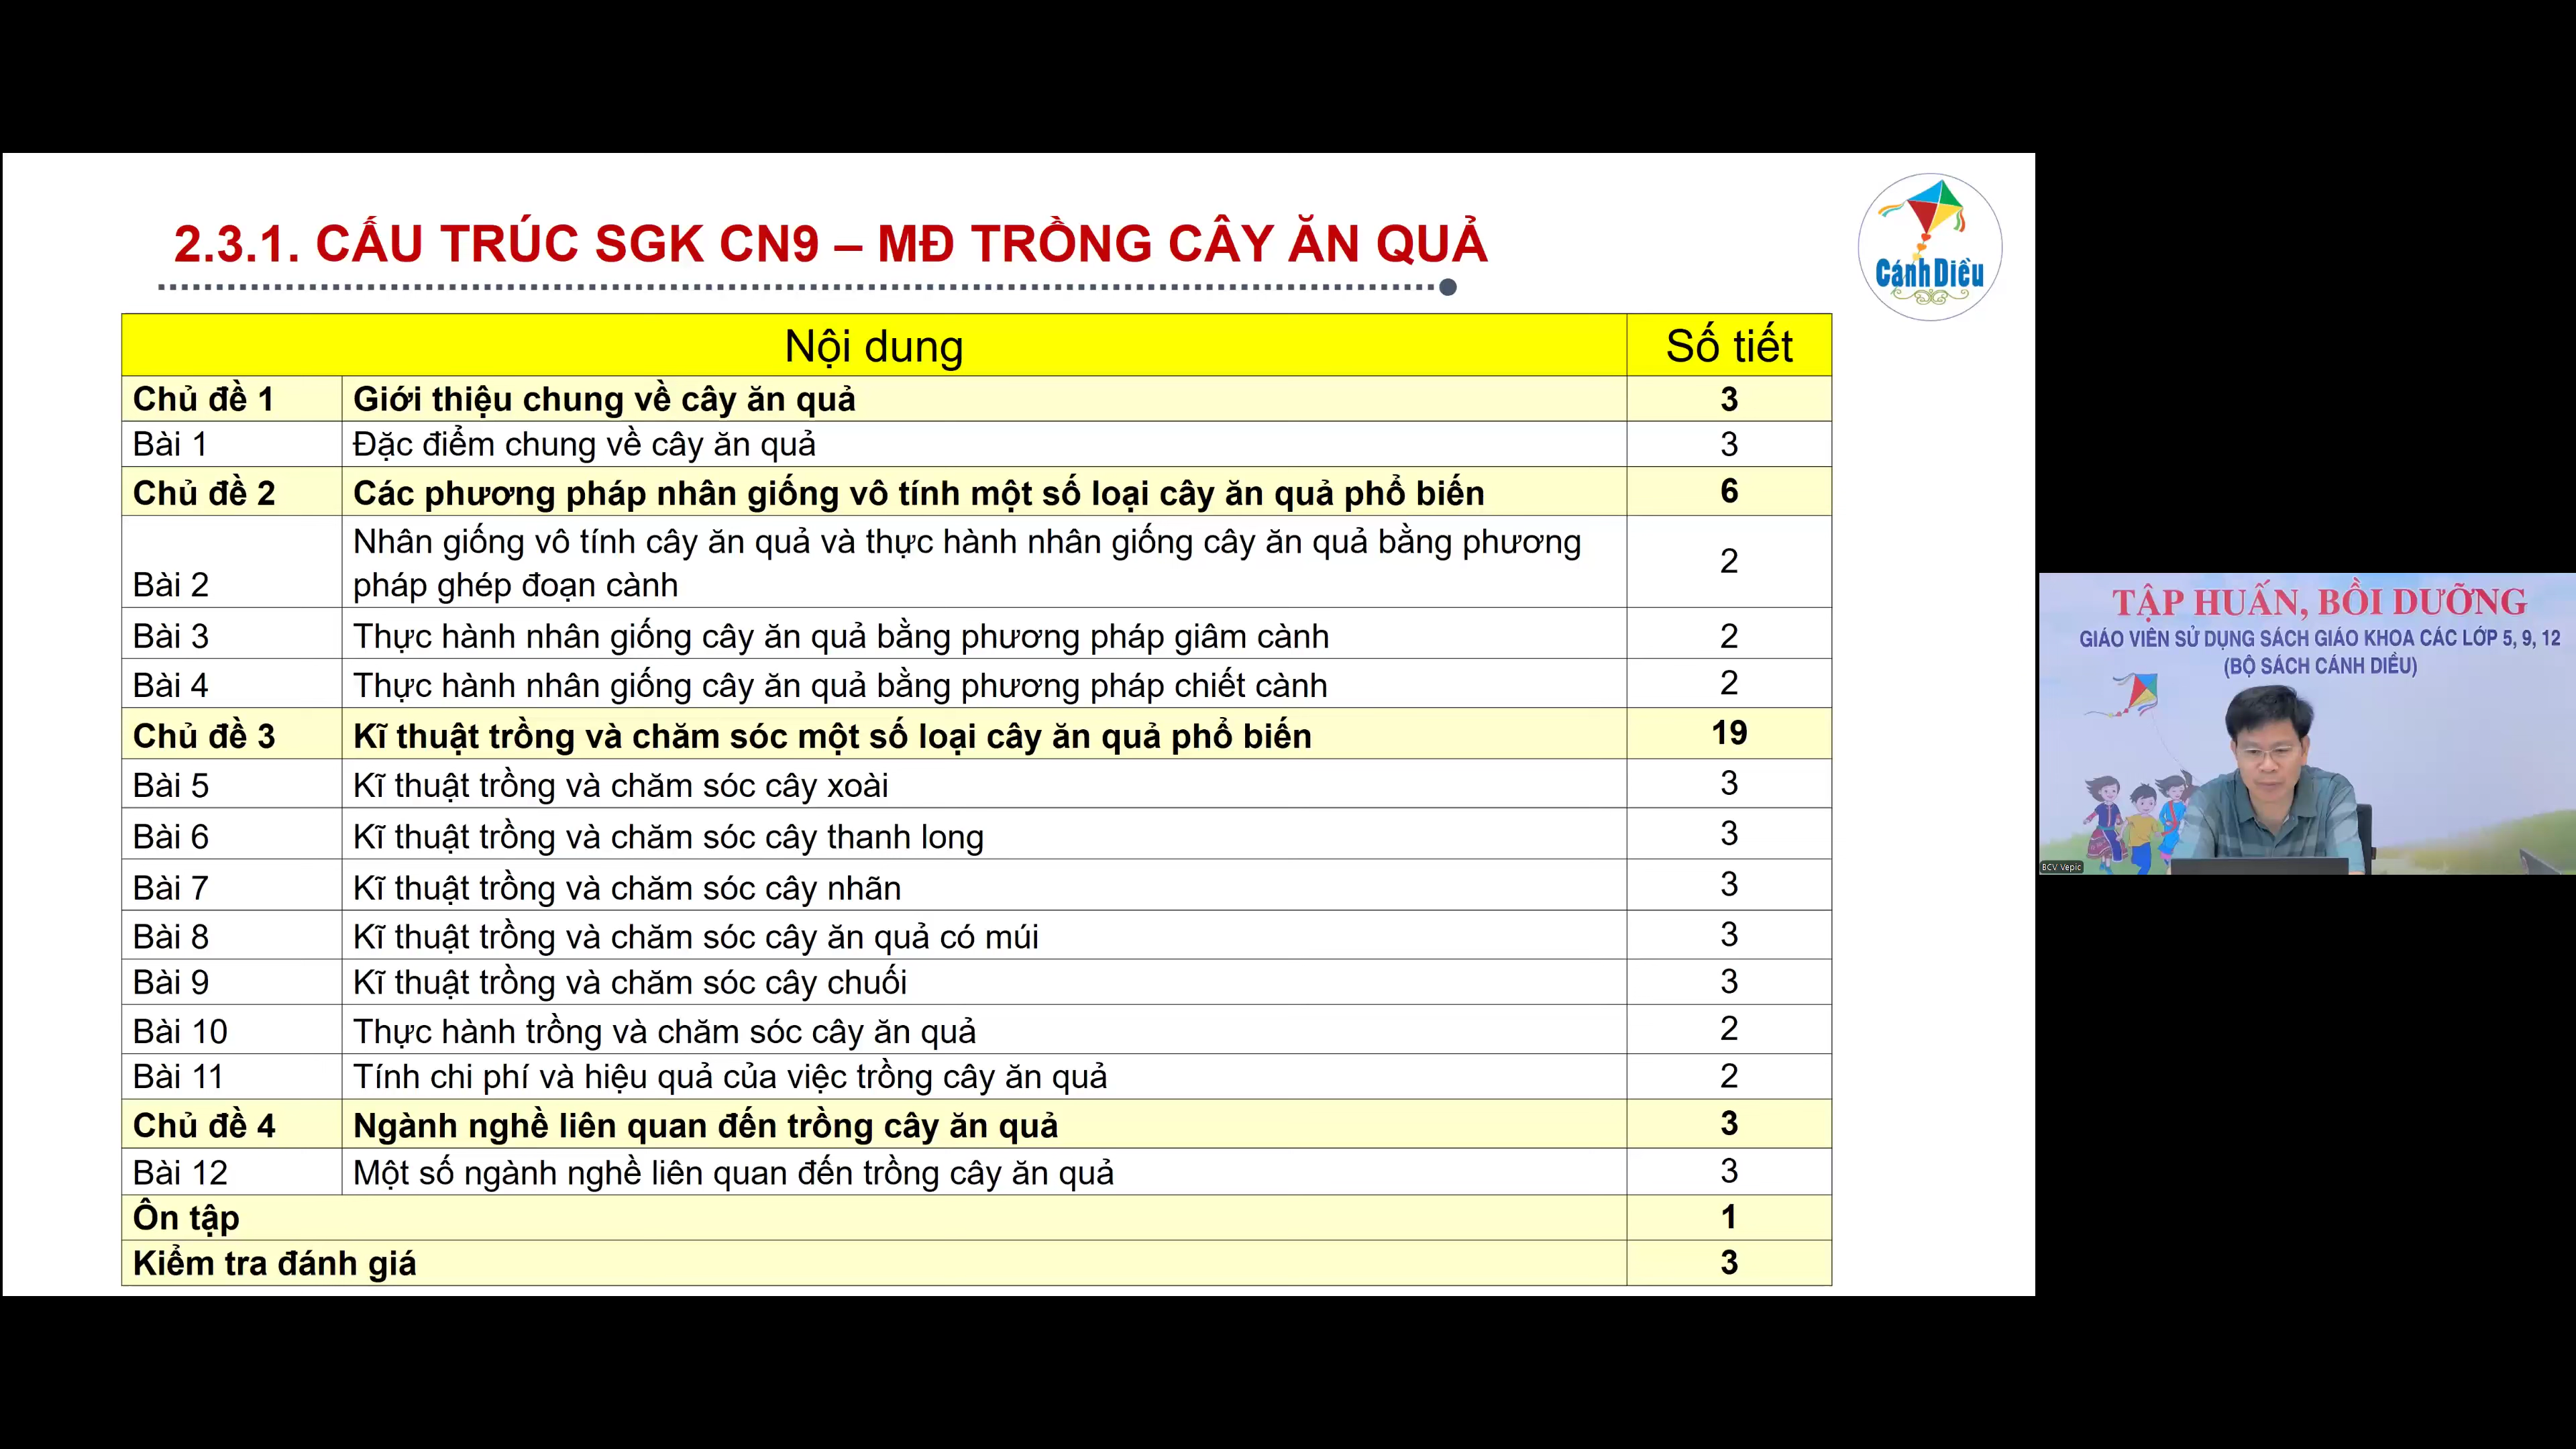 2.3.1. CẤU TRÚC SGK CN9 – MĐ TRỒNG CÂY ĂN QUẢ
Cánh Diều
Nội dung Số tiết
Chủ đề 1 Giới thiệu chung về cây ăn quả 3
Bài 1 Đặc điểm chung về cây ăn quả 3
Chủ đề 2 Các phương pháp nhân giống vô tính một số loại cây ăn quả phổ biến 6
Bài 2 Nhân giống vô tính cây ăn quả và thực hành nhân giống cây ăn quả bằng phương
pháp ghép đoạn cành 2
Bài 3 Thực hành nhân giống cây ăn quả bằng phương pháp giâm cành 2
Bài 4 Thực hành nhân giống cây ăn quả bằng phương pháp chiết cành 2
Chủ đề 3 Kĩ thuật trồng và chăm sóc một số loại cây ăn quả phổ biến 19
Bài 5 Kĩ thuật trồng và chăm sóc cây xoài 3
Bài 6 Kĩ thuật trồng và chăm sóc cây thanh long 3
Bài 7 Kĩ thuật trồng và chăm sóc cây nhãn 3
Bài 8 Kĩ thuật trồng và chăm sóc cây ăn quả có múi 3
Bài 9 Kĩ thuật trồng và chăm sóc cây chuối 3
Bài 10 Thực hành trồng và chăm sóc cây ăn quả 2
Bài 11 Tính chi phí và hiệu quả của việc trồng cây ăn quả 2
Chủ đề 4 Ngành nghề liên quan đến trồng cây ăn quả 3
Bài 12 Một số ngành nghề liên quan đến trồng cây ăn quả 3
Ôn tập 1
Kiểm tra đánh giá 3
TẬP HUẤN, BỒI DƯỠNG
GIÁO VIÊN SỬ DỤNG SÁCH GIÁO KHOA CÁC LỚP 5, 9, 12
(BỘ SÁCH CÁNH DIỀU)
BCV Vepic